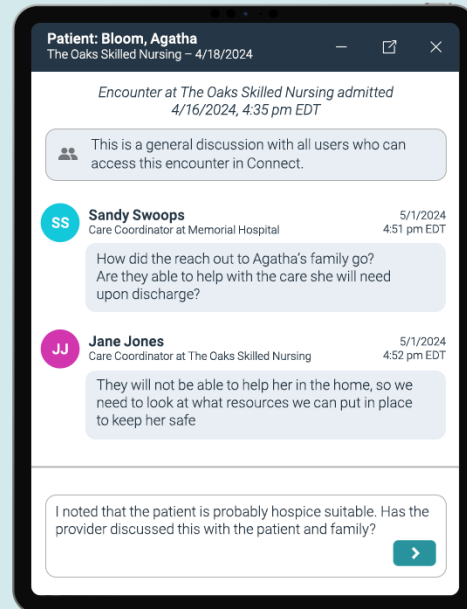 Patient: Bloom, Agatha
The Oaks Skilled Nursing – 4/18/2024
Encounter at The Oaks Skilled Nursing admitted
4/16/2024, 4:35 pm EDT
This is a general discussion with all users who can
access this encounter in Connect.
SS
Sandy Swoops
5/1/2024
Care Coordinator at Memorial Hospital
4:51 pm EDT
How did the reach out to Agatha's family go?
Are they able to help with the care she will need
upon discharge?
JJ
Jane Jones
5/1/2024
Care Coordinator at The Oaks Skilled Nursing
4:52 pm EDT
They will not be able to help her in the home, so we
need to look at what resources we can put in place
to keep her safe
I noted that the patient is probably hospice suitable. Has the
provider discussed this with the patient and family?